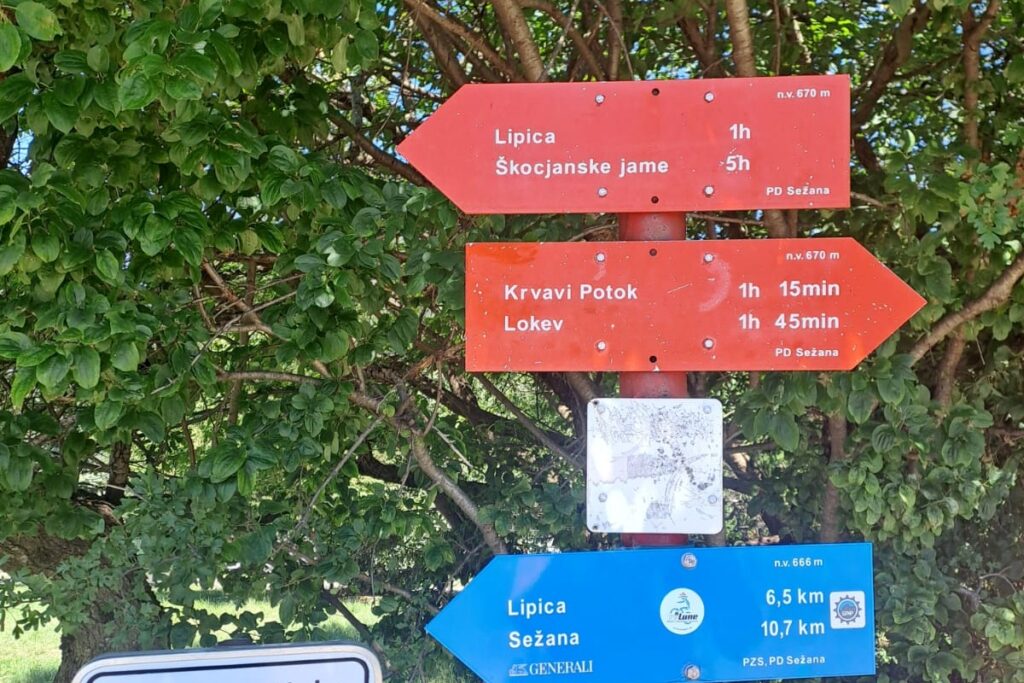 n.v. 670 m
Lipica 1h
Škocjanske jame 5h
PD Sežana
n.v. 670 m
Krvavi Potok 1h 15min
Lokev 1h 45min
PD Sežana
n.v. 666 m
Lipica 6,5 km
Sežana 10,7 km
GENERALI
PZS, PD Sežana